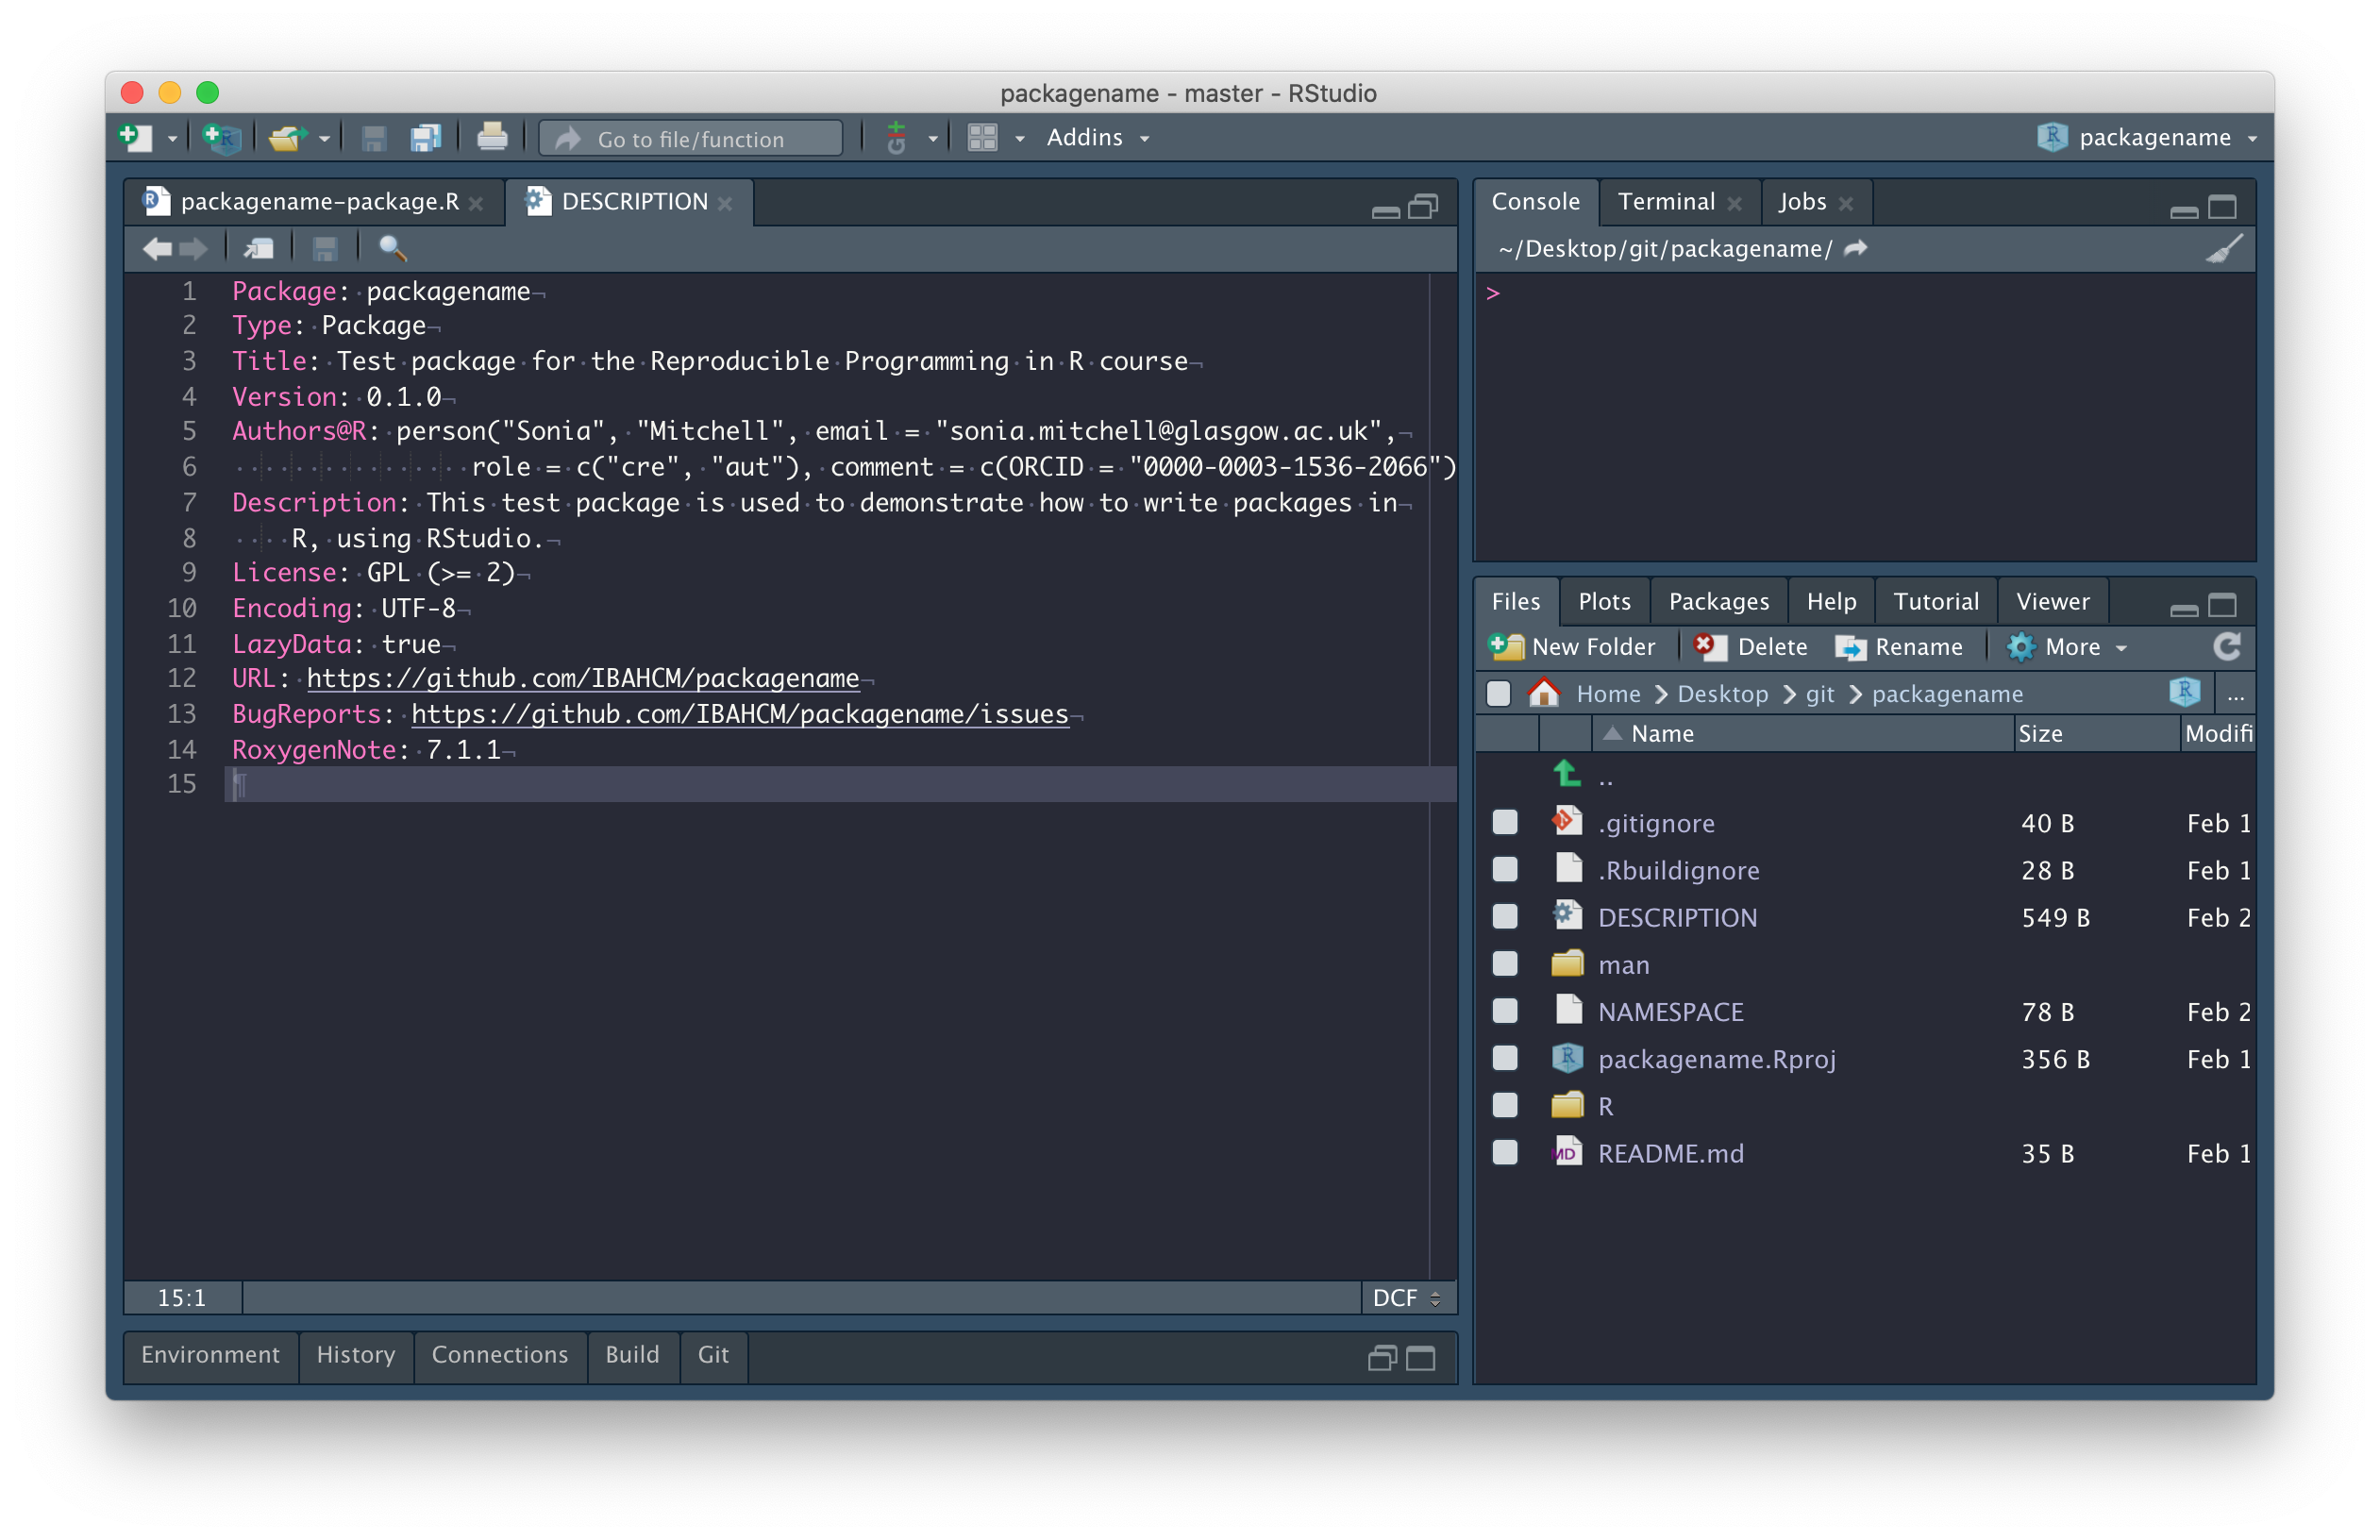 packagename - master - RStudio
Go to file/function
Git
Addins
packagename
packagename-package.R
DESCRIPTION
1 Package: packagename
2 Type: Package
3 Title: Test package for the Reproducible Programming in R course
4 Version: 0.1.0
5 Authors@R: person("Sonia", "Mitchell", email = "sonia.mitchell@glasgow.ac.uk",
6 role = c("cre", "aut"), comment = c(ORCID = "0000-0003-1536-2066")
7 Description: This test package is used to demonstrate how to write packages in
8 R, using RStudio.
9 License: GPL (>= 2)
10 Encoding: UTF-8
11 LazyData: true
12 URL: https://github.com/IBAHCM/packagename
13 BugReports: https://github.com/IBAHCM/packagename/issues
14 RoxygenNote: 7.1.1
15
15:1
DCF
Environment History Connections Build Git
Console Terminal Jobs
~/Desktop/git/packagename/
>
Files Plots Packages Help Tutorial Viewer
New Folder Delete Rename More
Home Desktop git packagename ...
Name Size Modifi
..
.gitignore 40 B Feb 1
.Rbuildignore 28 B Feb 1
DESCRIPTION 549 B Feb 2
man
NAMESPACE 78 B Feb 2
packagename.Rproj 356 B Feb 1
R
MD README.md 35 B Feb 1